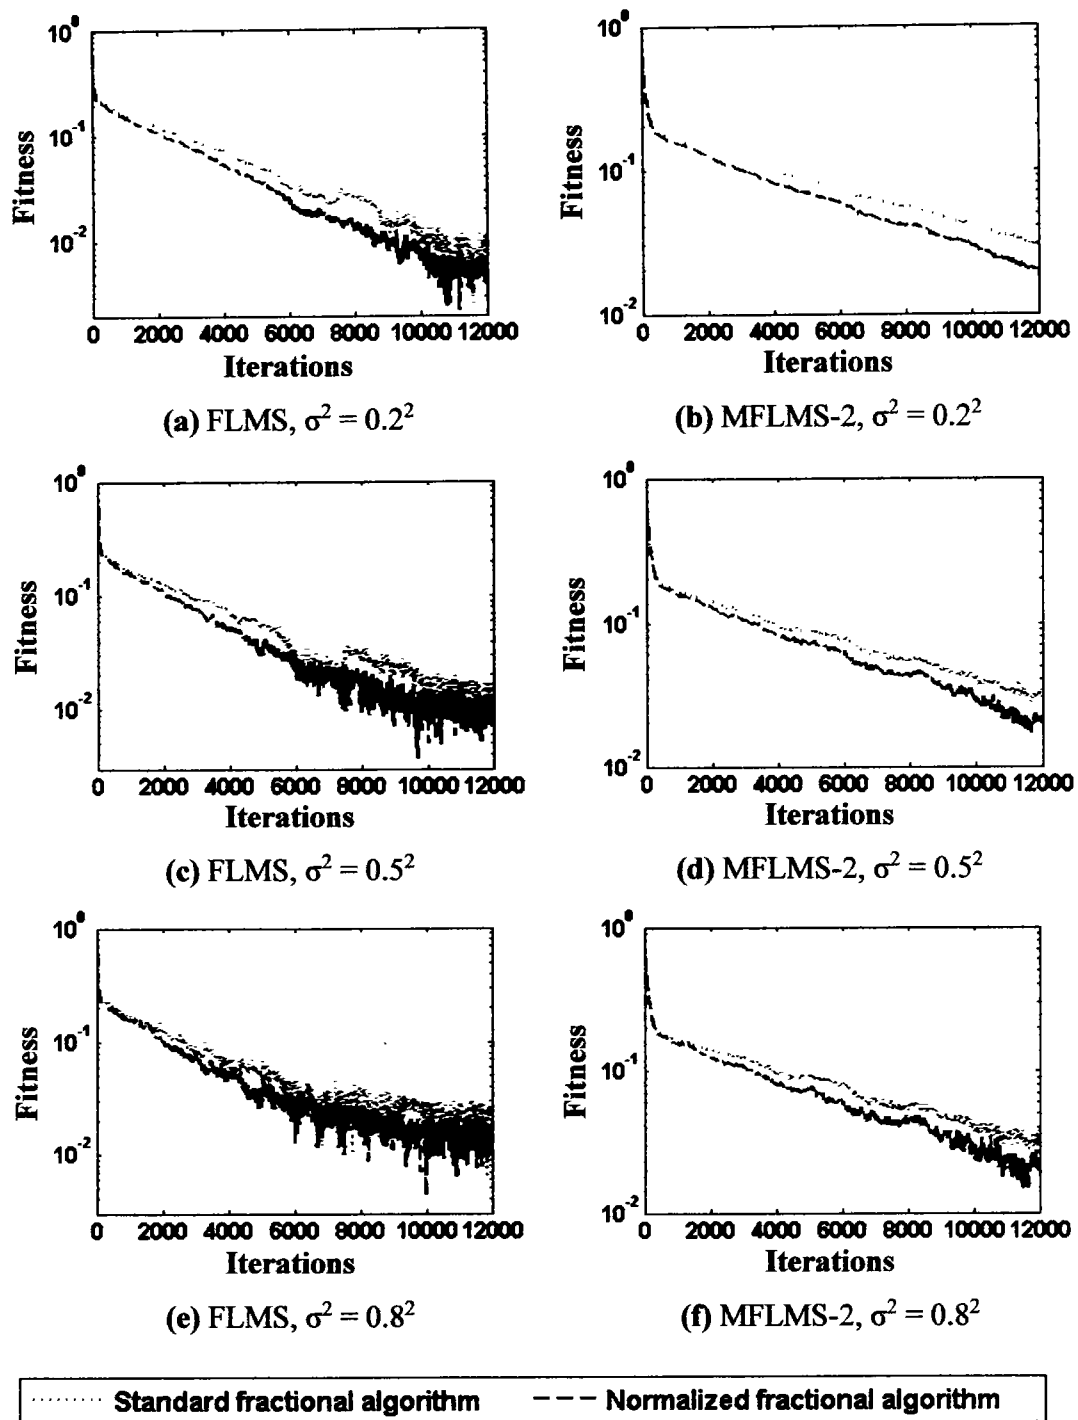 10⁰
10⁻¹
10⁻²
Fitness
0 2000 4000 6000 8000 10000 12000
Iterations
(a) FLMS, σ² = 0.2²
10⁰
10⁻¹
10⁻²
Fitness
0 2000 4000 6000 8000 10000 12000
Iterations
(b) MFLMS-2, σ² = 0.2²
10⁰
10⁻¹
10⁻²
Fitness
0 2000 4000 6000 8000 10000 12000
Iterations
(c) FLMS, σ² = 0.5²
10⁰
10⁻¹
10⁻²
Fitness
0 2000 4000 6000 8000 10000 12000
Iterations
(d) MFLMS-2, σ² = 0.5²
10⁰
10⁻¹
10⁻²
Fitness
0 2000 4000 6000 8000 10000 12000
Iterations
(e) FLMS, σ² = 0.8²
10⁰
10⁻¹
10⁻²
Fitness
0 2000 4000 6000 8000 10000 12000
Iterations
(f) MFLMS-2, σ² = 0.8²
Standard fractional algorithm
Normalized fractional algorithm